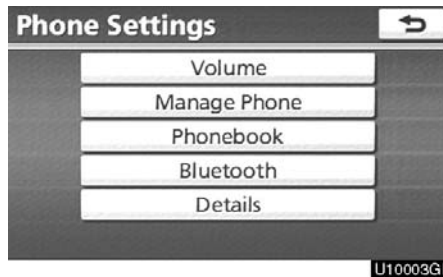 Phone Settings
Volume
Manage Phone
Phonebook
Bluetooth
Details
U10003G